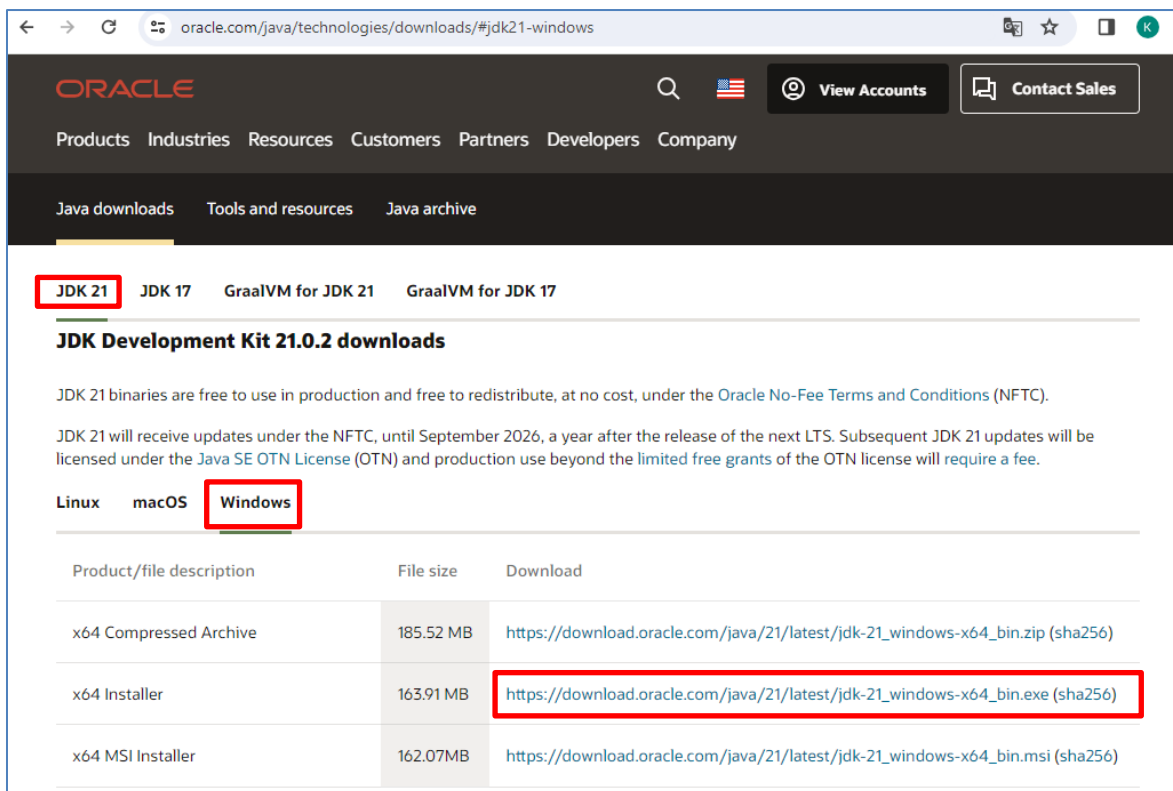 oracle.com/java/technologies/downloads/#jdk21-windows
K
ORACLE
View Accounts
Contact Sales
Products Industries Resources Customers Partners Developers Company
Java downloads Tools and resources Java archive
JDK 21 JDK 17 GraalVM for JDK 21 GraalVM for JDK 17
JDK Development Kit 21.0.2 downloads
JDK 21 binaries are free to use in production and free to redistribute, at no cost, under the Oracle No-Fee Terms and Conditions (NFTC).
JDK 21 will receive updates under the NFTC, until September 2026, a year after the release of the next LTS. Subsequent JDK 21 updates will be
licensed under the Java SE OTN License (OTN) and production use beyond the limited free grants of the OTN license will require a fee.
Linux macOS Windows
Product/file description File size Download
x64 Compressed Archive 185.52 MB https://download.oracle.com/java/21/latest/jdk-21_windows-x64_bin.zip (sha256)
x64 Installer 163.91 MB https://download.oracle.com/java/21/latest/jdk-21_windows-x64_bin.exe (sha256)
x64 MSI Installer 162.07MB https://download.oracle.com/java/21/latest/jdk-21_windows-x64_bin.msi (sha256)